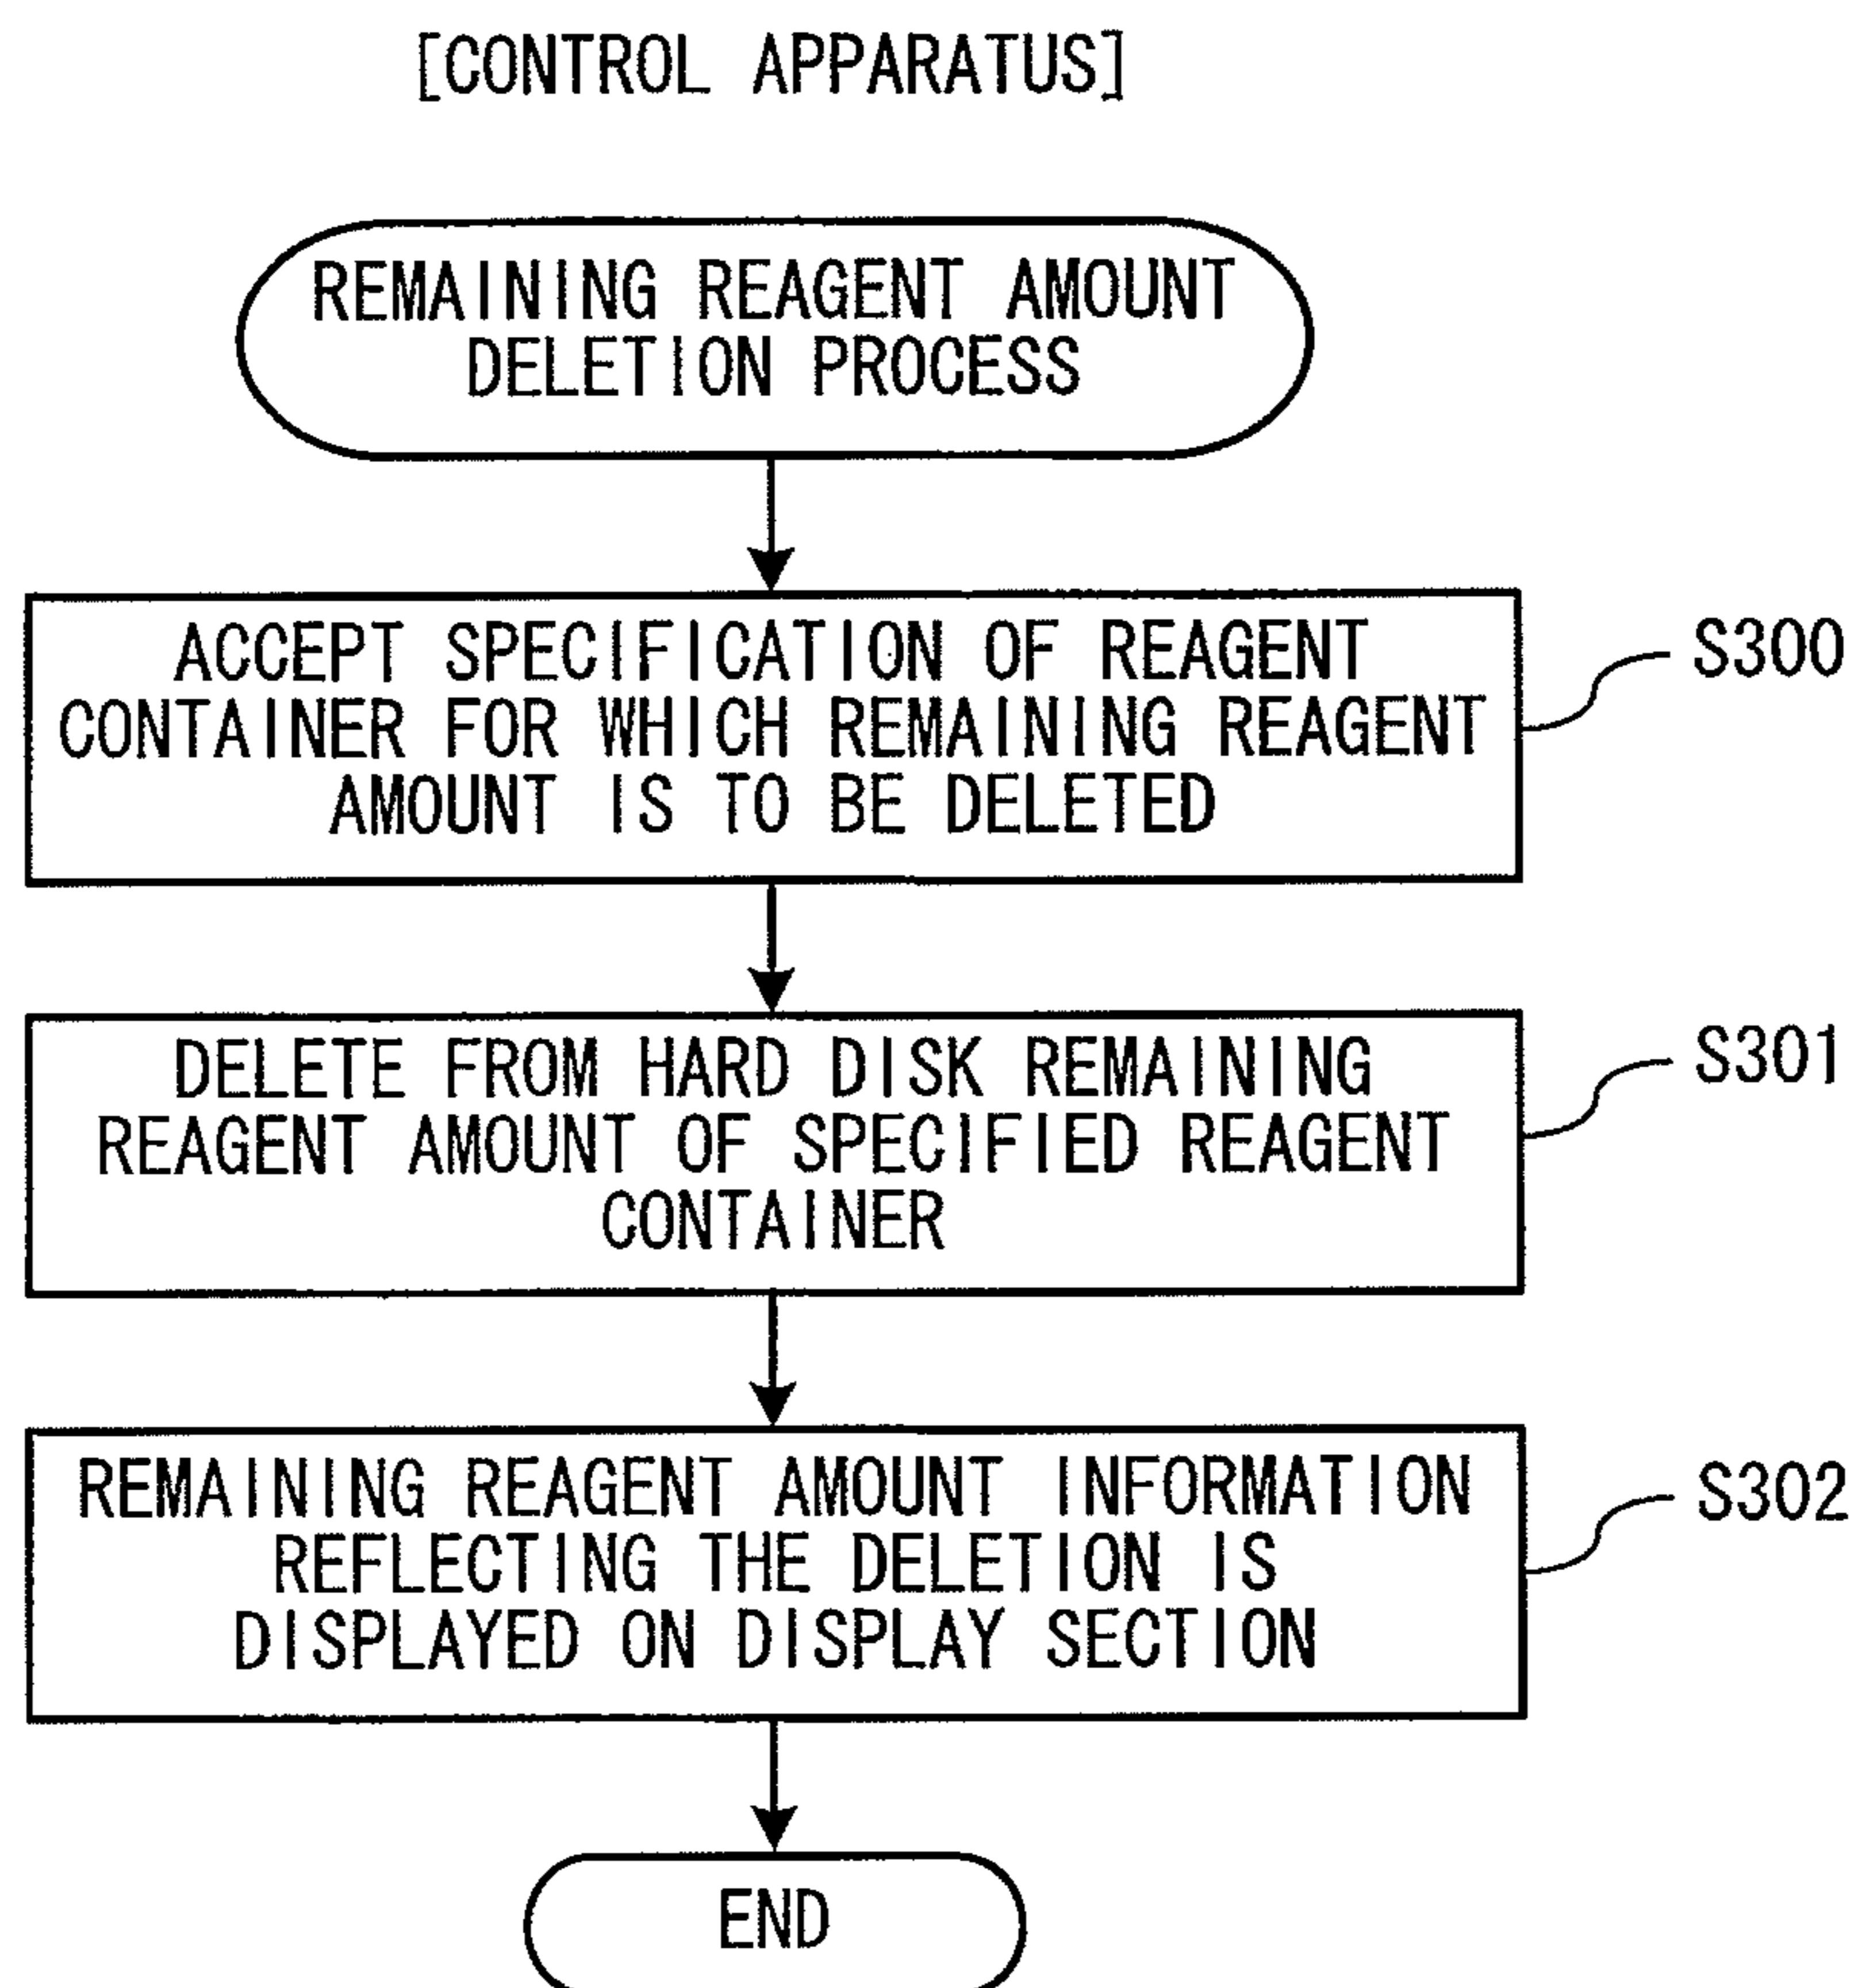 [CONTROL APPARATUS]
REMAINING REAGENT AMOUNT
DELETION PROCESS
ACCEPT SPECIFICATION OF REAGENT
CONTAINER FOR WHICH REMAINING REAGENT
AMOUNT IS TO BE DELETED
S300
DELETE FROM HARD DISK REMAINING
REAGENT AMOUNT OF SPECIFIED REAGENT
CONTAINER
S301
REMAINING REAGENT AMOUNT INFORMATION
REFLECTING THE DELETION IS
DISPLAYED ON DISPLAY SECTION
S302
END